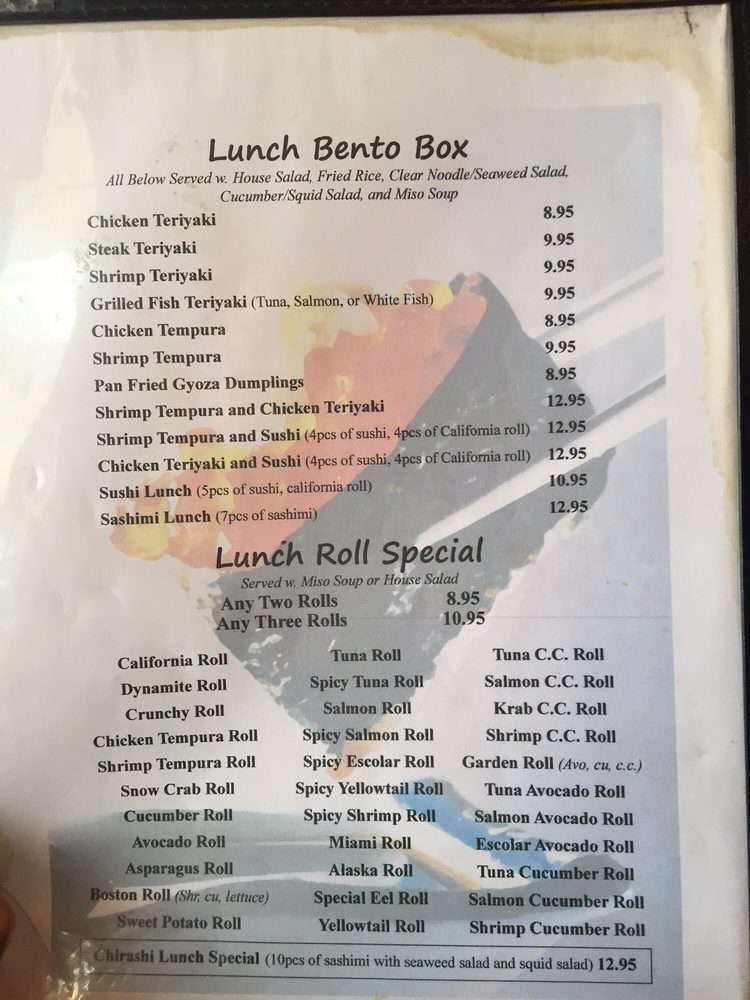 Lunch Bento Box
All Below Served w. House Salad, Fried Rice, Clear Noodle/Seaweed Salad,
Cucumber/Squid Salad, and Miso Soup
Chicken Teriyaki 8.95
Steak Teriyaki 9.95
Shrimp Teriyaki 9.95
Grilled Fish Teriyaki (Tuna, Salmon, or White Fish) 9.95
Chicken Tempura 8.95
Shrimp Tempura 9.95
Pan Fried Gyoza Dumplings 8.95
Shrimp Tempura and Chicken Teriyaki 12.95
Shrimp Tempura and Sushi (4pcs of sushi, 4pcs of California roll) 12.95
Chicken Teriyaki and Sushi (4pcs of sushi, 4pcs of California roll) 12.95
Sushi Lunch (5pcs of sushi, california roll) 10.95
Sashimi Lunch (7pcs of sashimi) 12.95
Lunch Roll Special
Served w. Miso Soup or House Salad
Any Two Rolls 8.95
Any Three Rolls 10.95
California Roll Tuna Roll Tuna C.C. Roll
Dynamite Roll Spicy Tuna Roll Salmon C.C. Roll
Crunchy Roll Salmon Roll Krab C.C. Roll
Chicken Tempura Roll Spicy Salmon Roll Shrimp C.C. Roll
Shrimp Tempura Roll Spicy Escolar Roll Garden Roll (Avo, cu, c.c.)
Snow Crab Roll Spicy Yellowtail Roll Tuna Avocado Roll
Cucumber Roll Spicy Shrimp Roll Salmon Avocado Roll
Avocado Roll Miami Roll Escolar Avocado Roll
Asparagus Roll Alaska Roll Tuna Cucumber Roll
Boston Roll (Shr, cu, lettuce) Special Eel Roll Salmon Cucumber Roll
Sweet Potato Roll Yellowtail Roll Shrimp Cucumber Roll
Chirashi Lunch Special (10pcs of sashimi with seaweed salad and squid salad) 12.95